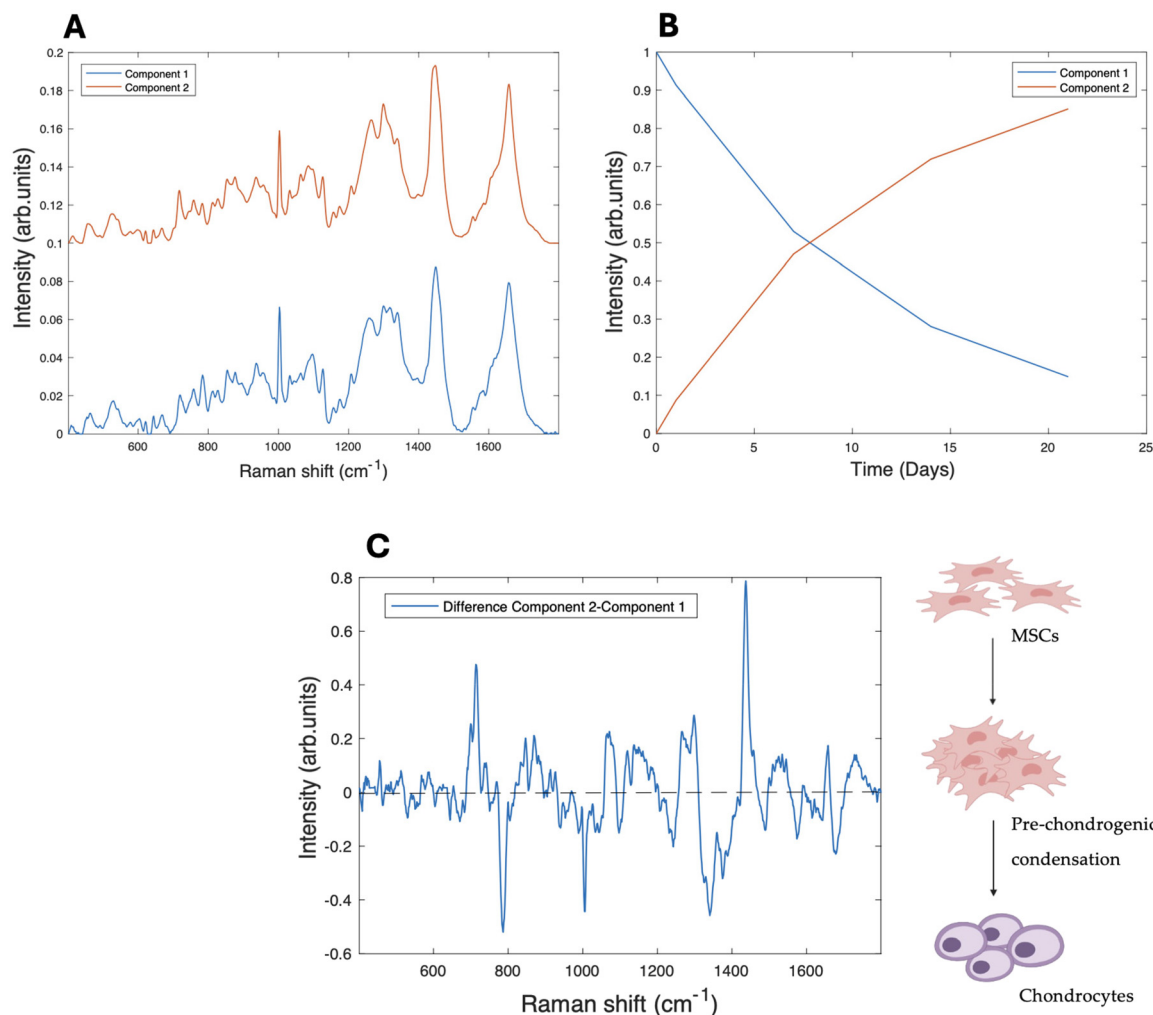 A
B
0.2
0.18
0.16
0.14
0.12
0.1
0.08
0.06
0.04
0.02
0
Component 1
Component 2
Intensity (arb.units)
600 800 1000 1200 1400 1600
Raman shift (cm-1)
1
0.9
0.8
0.7
0.6
0.5
0.4
0.3
0.2
0.1
0
Component 1
Component 2
Intensity (arb.units)
0 5 10 15 20 25
Time (Days)
C
0.8
0.6
0.4
0.2
0
-0.2
-0.4
-0.6
Difference Component 2-Component 1
Intensity (arb.units)
600 800 1000 1200 1400 1600
Raman shift (cm-1)
MSCs
Pre-chondrogenic
condensation
Chondrocytes